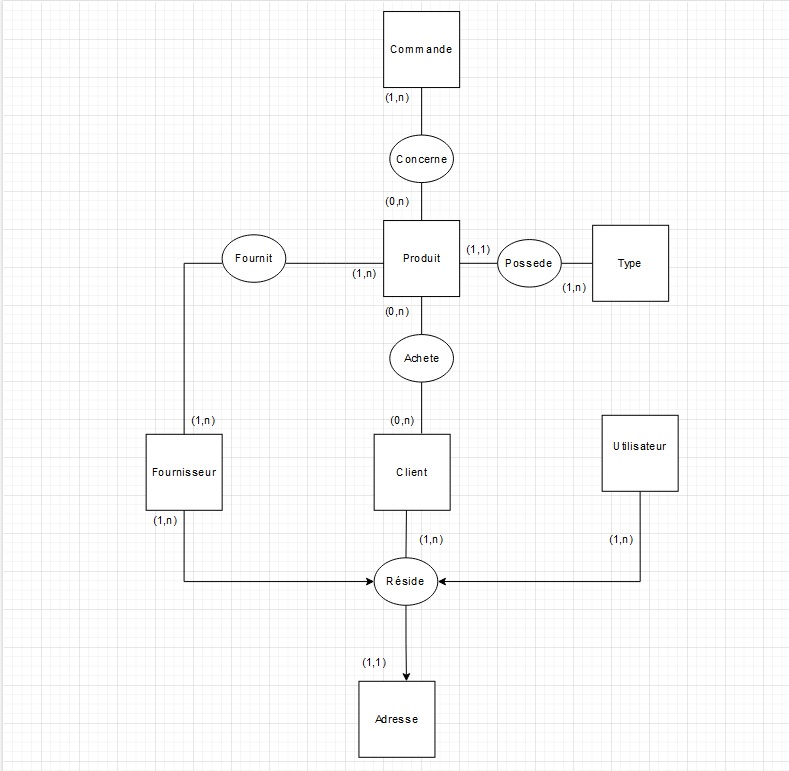 Commande
(1,n)
Concerne
(0,n)
Fournit
Produit
(1,1)
Possede
Type
(1,n)
(1,n)
(0,n)
Achete
(1,n)
(0,n)
Fournisseur
Client
Utilisateur
(1,n)
(1,n)
(1,n)
Réside
(1,1)
Adresse